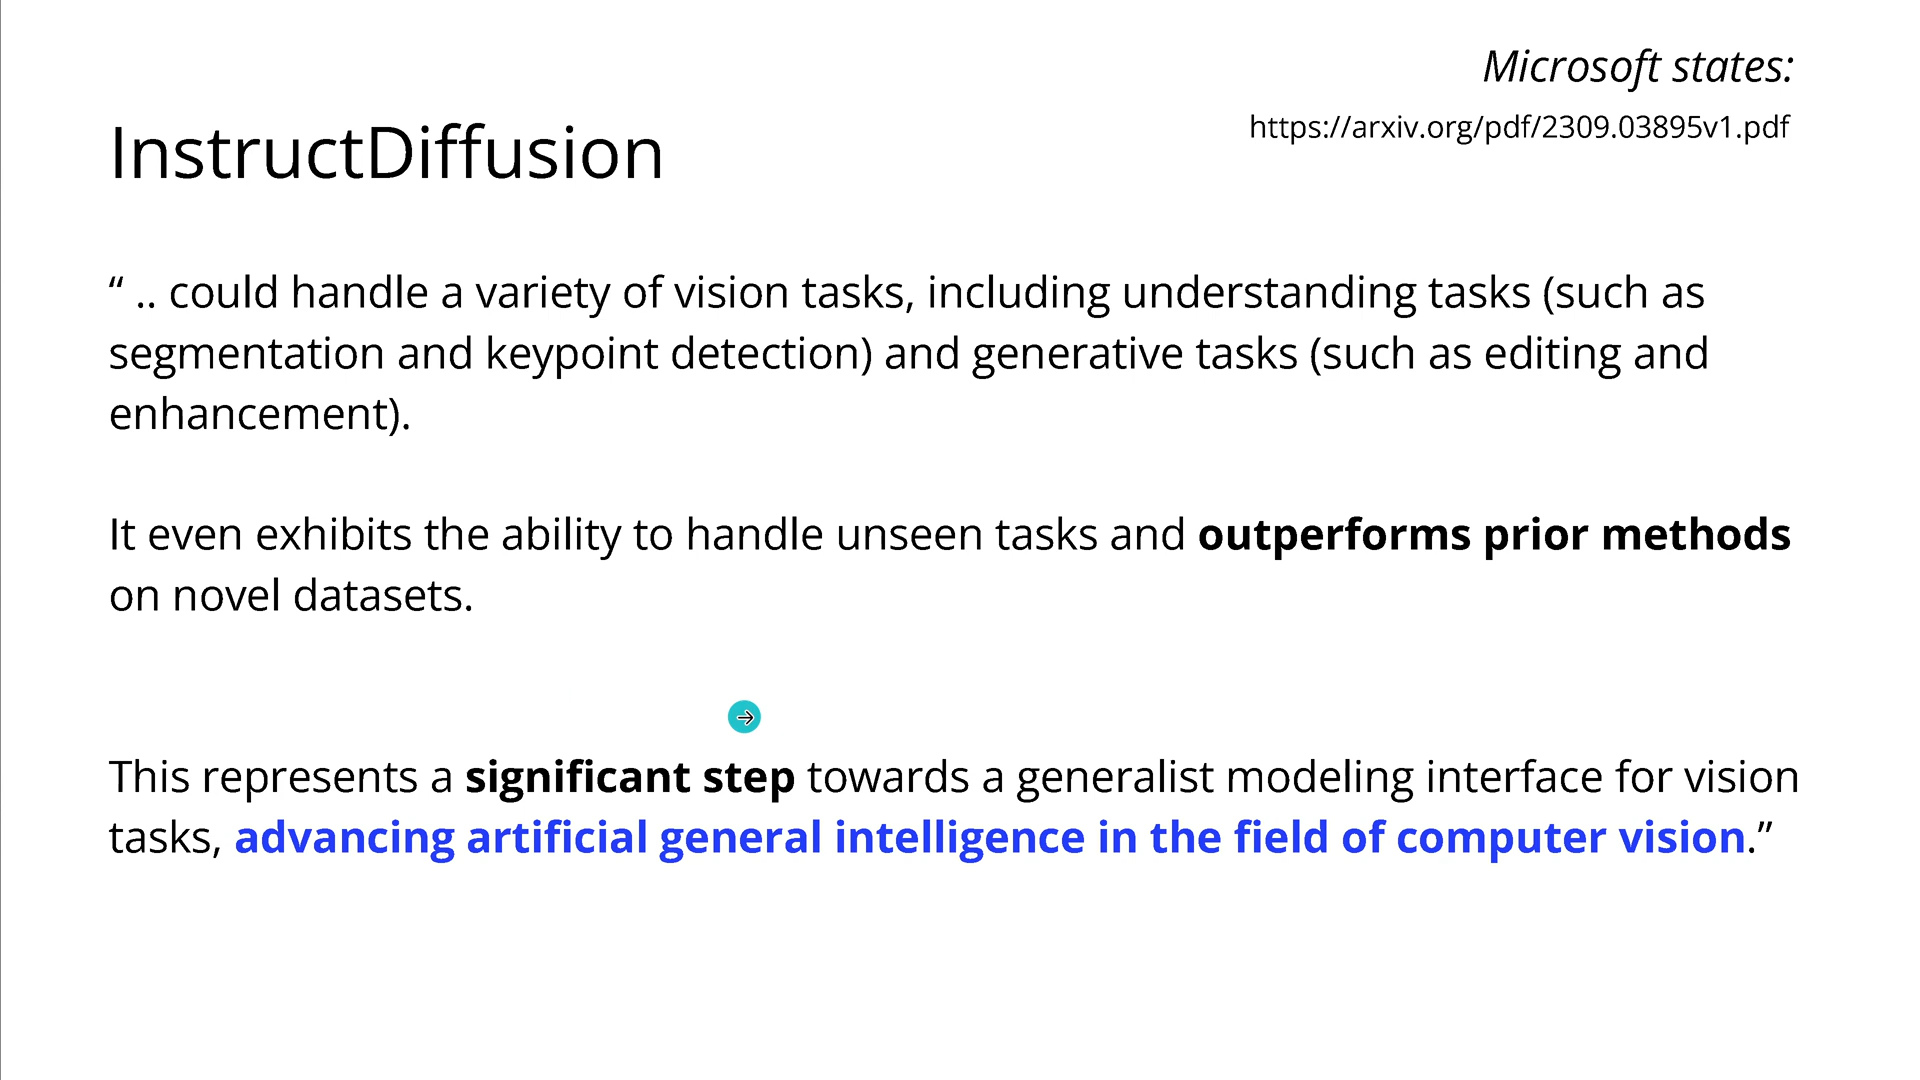 Microsoft states:
https://arxiv.org/pdf/2309.03895v1.pdf
InstructDiffusion
“ .. could handle a variety of vision tasks, including understanding tasks (such as
segmentation and keypoint detection) and generative tasks (such as editing and
enhancement).
It even exhibits the ability to handle unseen tasks and outperforms prior methods
on novel datasets.
This represents a significant step towards a generalist modeling interface for vision
tasks, advancing artificial general intelligence in the field of computer vision.”